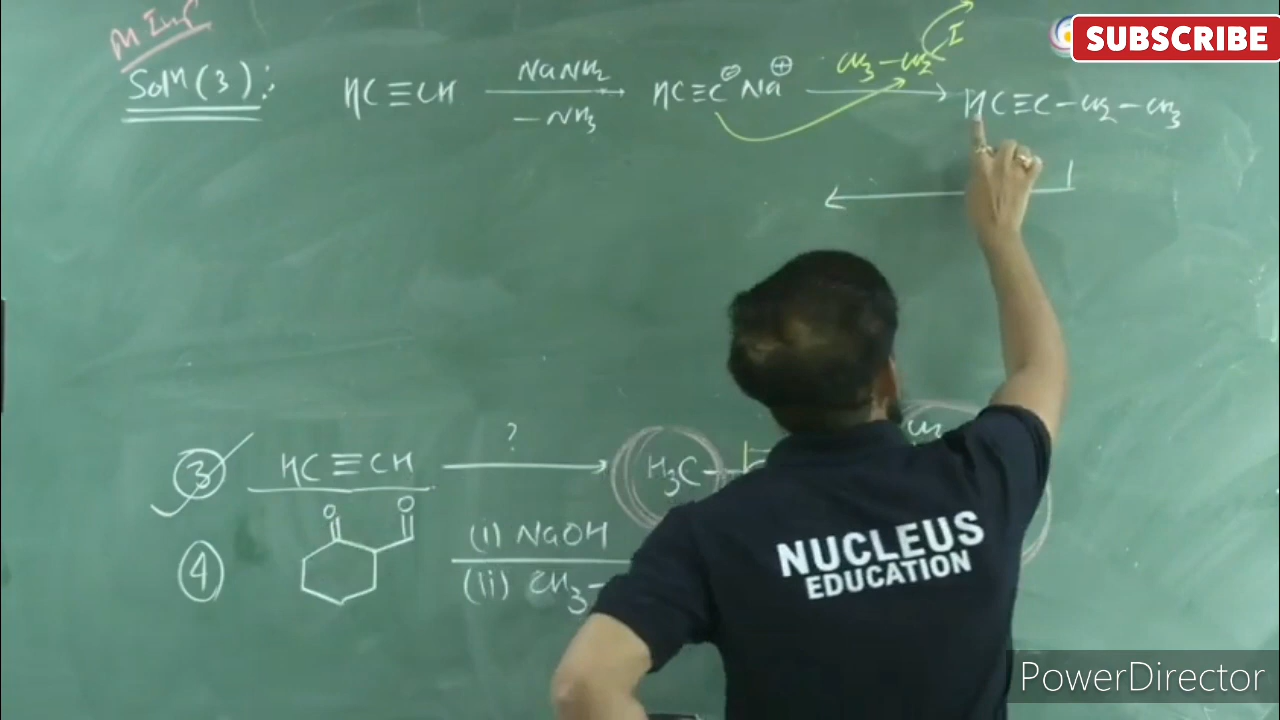 M Imp
SUBSCRIBE
Solⁿ (3) :
HC≡CH NaNH₂ HC≡C⊖ Na⊕ CH₃–CH₂ I HC≡C–CH₂–CH₃
–NH₃
③ HC≡CH ? H₃C–
④ O O (i) NaOH
(ii) CH₃–
NUCLEUS
EDUCATION
PowerDirector